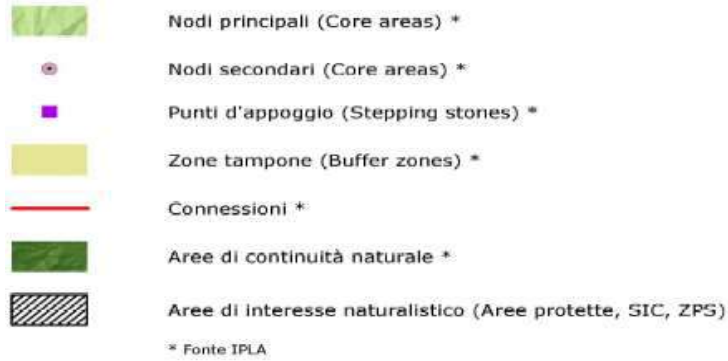 Nodi principali (Core areas) *
Nodi secondari (Core areas) *
Punti d'appoggio (Stepping stones) *
Zone tampone (Buffer zones) *
Connessioni *
Aree di continuità naturale *
Aree di interesse naturalistico (Aree protette, SIC, ZPS)
* Fonte IPLA